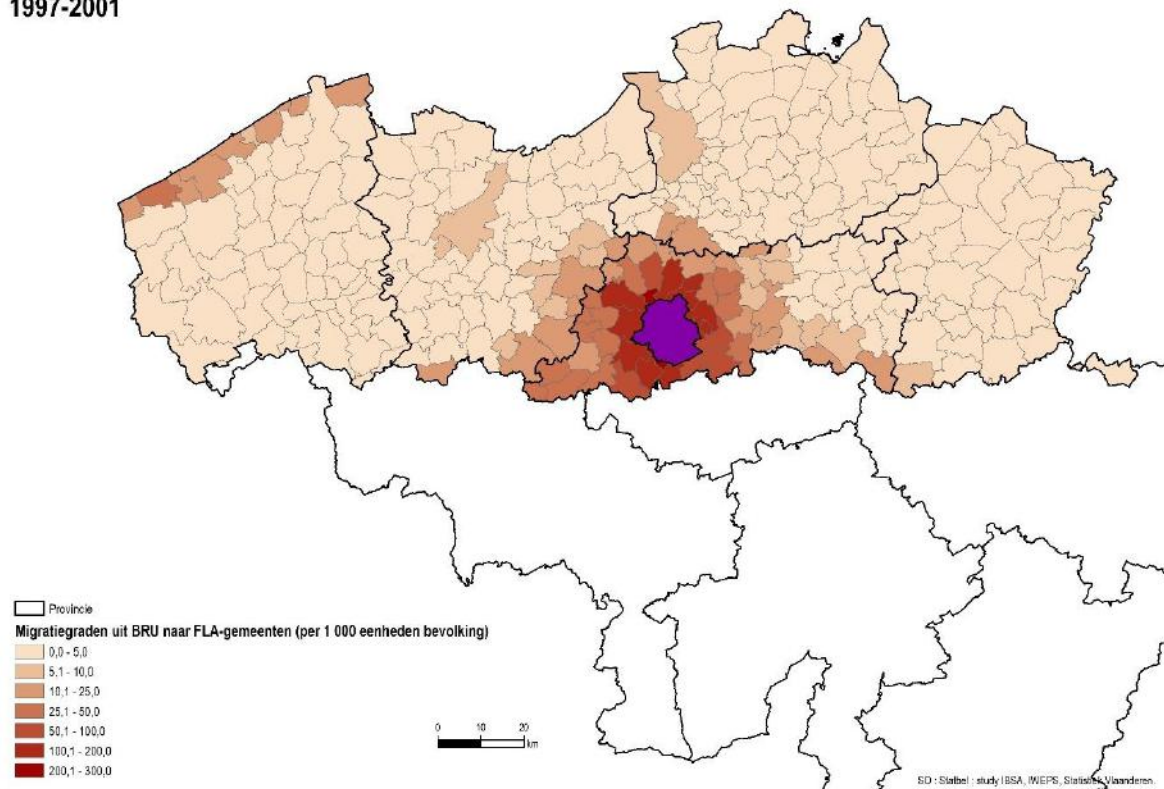 1997-2001
Provincie
Migratiegraden uit BRU naar FLA-gemeenten (per 1 000 eenheden bevolking)
0,0 - 5,0
5,1 - 10,0
10,1 - 25,0
25,1 - 50,0
50,1 - 100,0
100,1 - 200,0
200,1 - 300,0
0 10 20
km
SD : Statbel : study IBSA, IWEPS, Statistiek Vlaanderen.